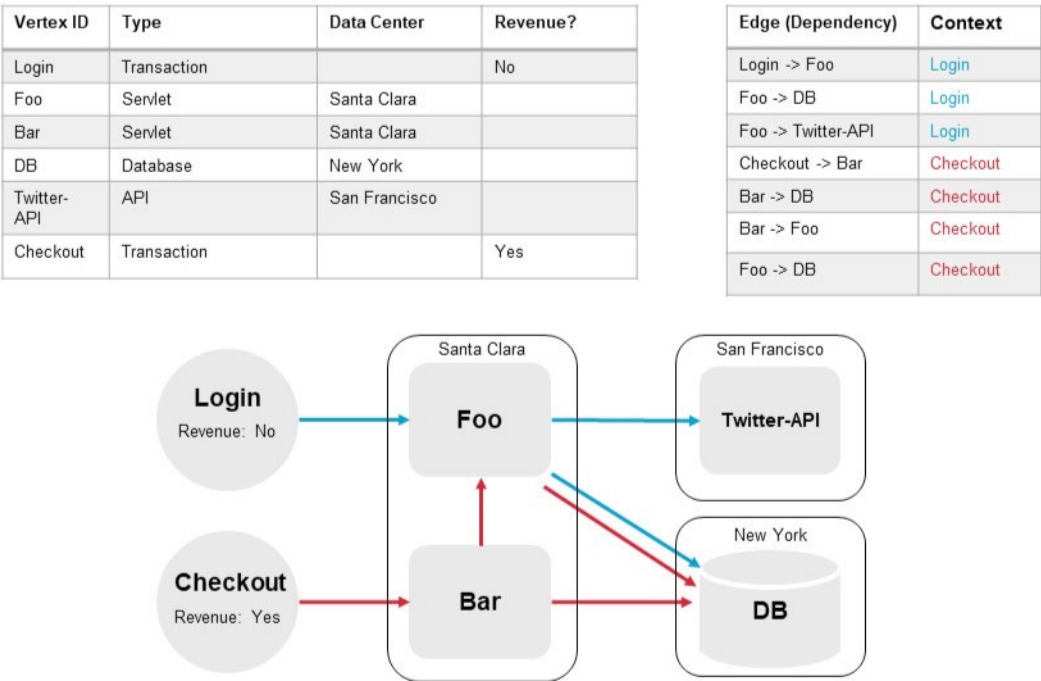 Vertex ID Type Data Center Revenue?
Login Transaction No
Foo Servlet Santa Clara
Bar Servlet Santa Clara
DB Database New York
Twitter- API San Francisco
API
Checkout Transaction Yes
Edge (Dependency) Context
Login -> Foo Login
Foo -> DB Login
Foo -> Twitter-API Login
Checkout -> Bar Checkout
Bar -> DB Checkout
Bar -> Foo Checkout
Foo -> DB Checkout
Santa Clara
San Francisco
Login
Revenue: No
Foo
Twitter-API
New York
Checkout
Revenue: Yes
Bar
DB